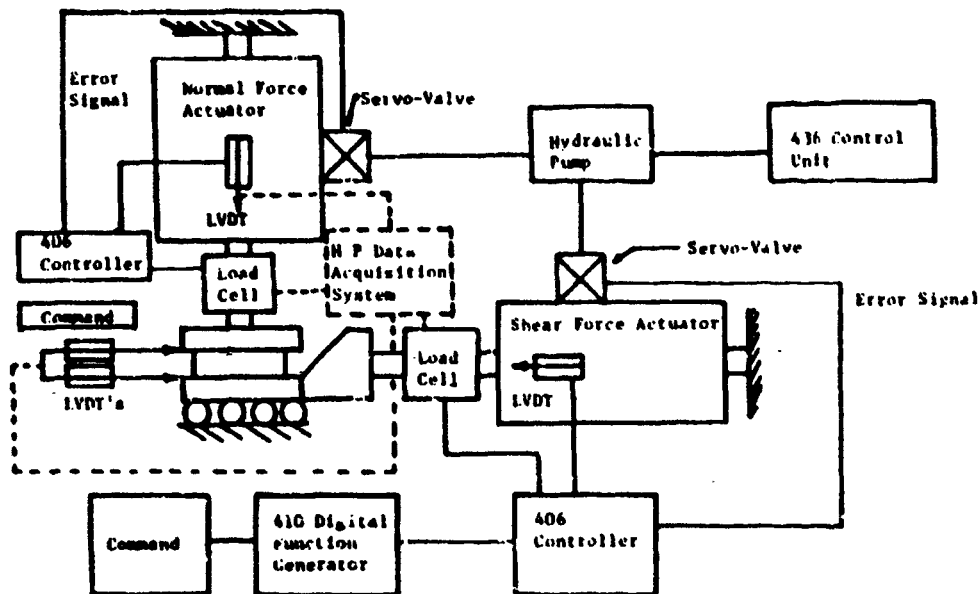 Error
Signal
Normal Force
Actuator
Servo-Valve
Hydraulic
Pump
436 Control
Unit
LVDT
406
Controller
Load
Cell
H P Data
Acquisition
System
Servo-Valve
Error Signal
Command
Shear Force Actuator
Load
Cell
LVDT
LVDT's
Command
410 Digital
Function
Generator
406
Controller